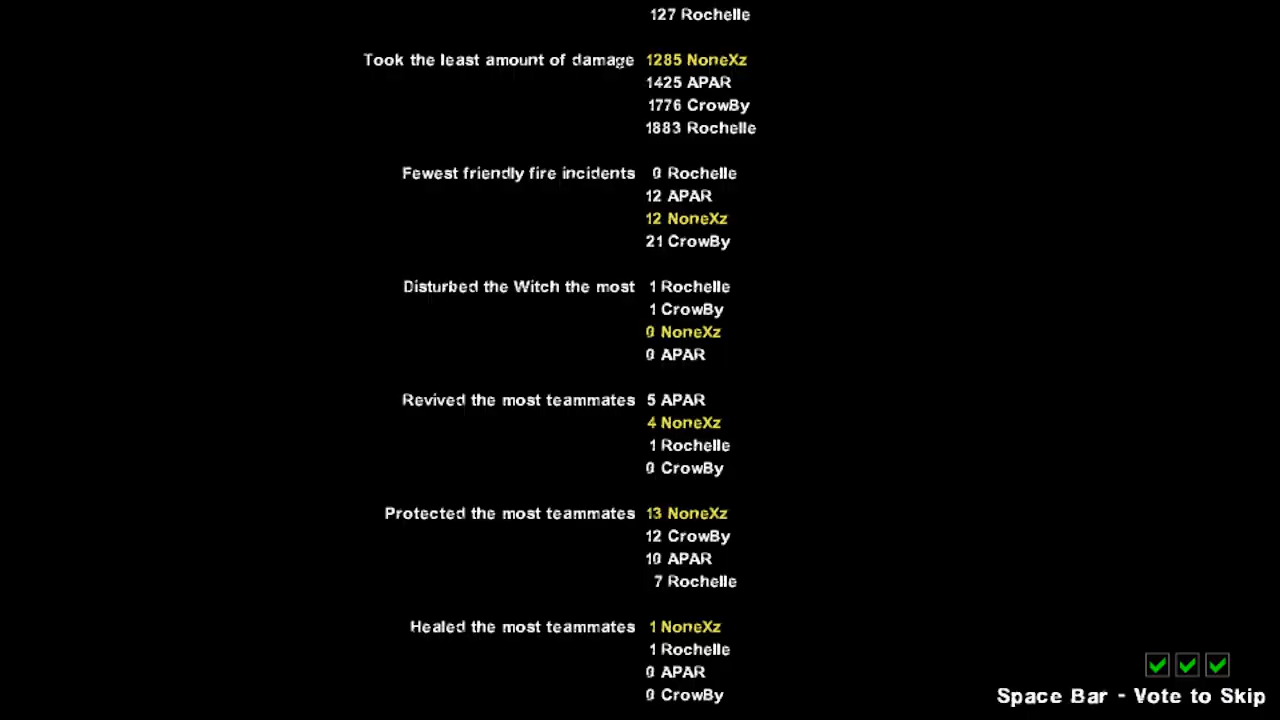 127 Rochelle
Took the least amount of damage 1285 NoneXz
1425 APAR
1776 CrowBy
1883 Rochelle
Fewest friendly fire incidents 0 Rochelle
12 APAR
12 NoneXz
21 CrowBy
Disturbed the Witch the most 1 Rochelle
1 CrowBy
0 NoneXz
0 APAR
Revived the most teammates 5 APAR
4 NoneXz
1 Rochelle
0 CrowBy
Protected the most teammates 13 NoneXz
12 CrowBy
10 APAR
7 Rochelle
Healed the most teammates 1 NoneXz
1 Rochelle
0 APAR
0 CrowBy
Space Bar - Vote to Skip